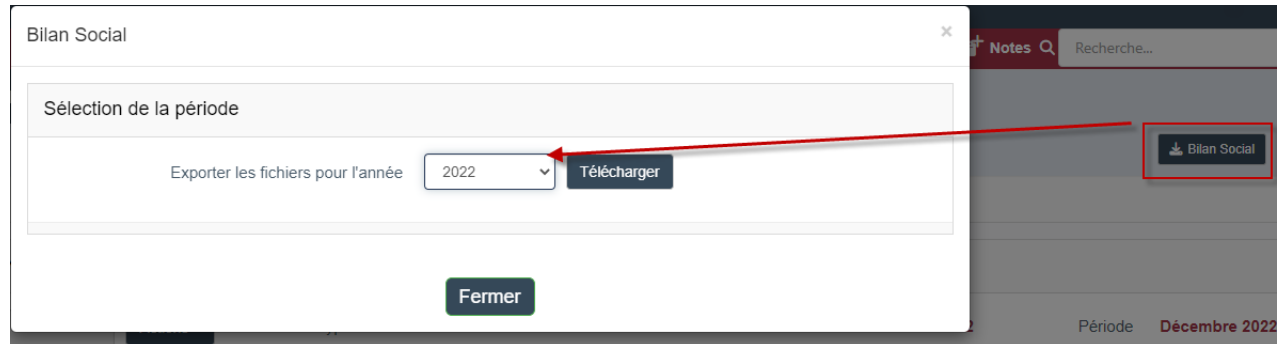 Bilan Social
×
Notes
Recherche...
Sélection de la période
Bilan Social
Exporter les fichiers pour l'année 2022 Télécharger
Fermer
Période Décembre 2022